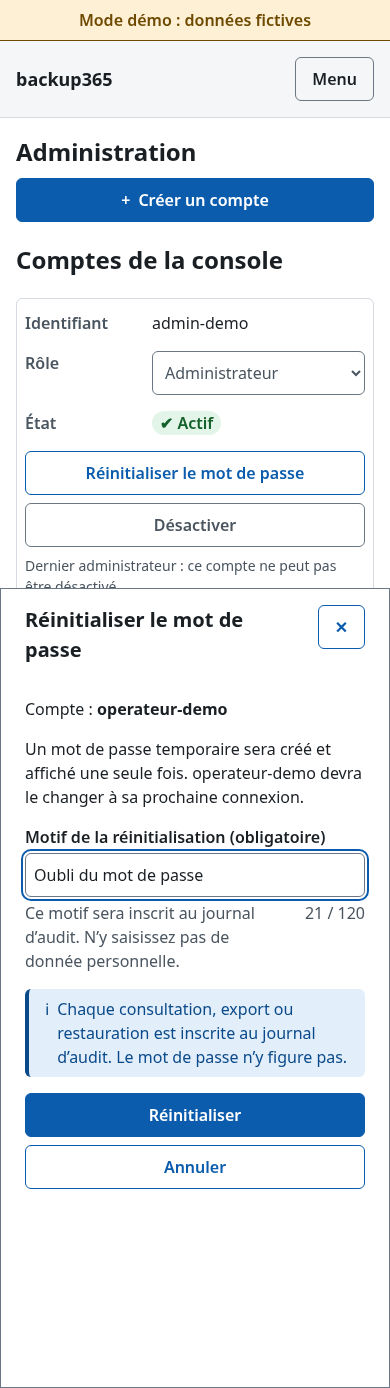 Mode démo : données fictives
backup365
Menu
Administration
+ Créer un compte
Comptes de la console
Identifiant admin-demo
Rôle Administrateur
État ✔ Actif
Réinitialiser le mot de passe
Désactiver
Dernier administrateur : ce compte ne peut pas
être désactivé
Réinitialiser le mot de
passe
×
Compte : operateur-demo
Un mot de passe temporaire sera créé et
affiché une seule fois. operateur-demo devra
le changer à sa prochaine connexion.
Motif de la réinitialisation (obligatoire)
Oubli du mot de passe
Ce motif sera inscrit au journal 21 / 120
d’audit. N’y saisissez pas de
donnée personnelle.
i Chaque consultation, export ou
restauration est inscrite au journal
d’audit. Le mot de passe n’y figure pas.
Réinitialiser
Annuler